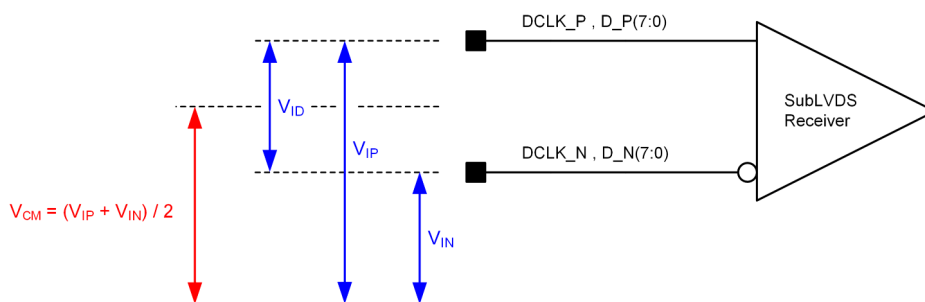 DCLK_P , D_P(7:0)
VID
SubLVDS
Receiver
VIP
DCLK_N , D_N(7:0)
VCM = (VIP + VIN) / 2
VIN